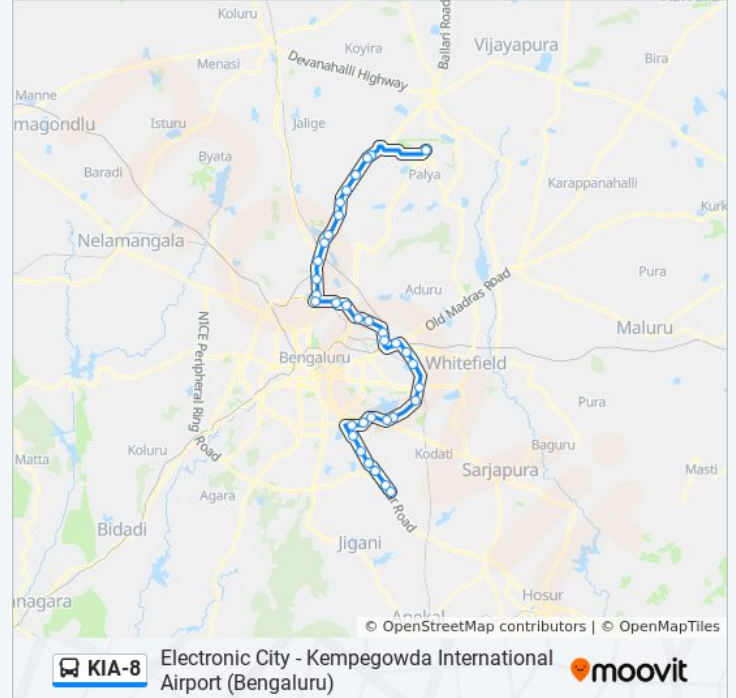 Koluru
Koyira
Ballari Road
Vijayapura
Menasi
Devanahalli Highway
Bira
Manne
magondlu
Isturu
Jalige
Byata
Baradi
Palya
Karappanahalli
Kurk
Nelamangala
Aduru
Old Madras Road
Pura
Maluru
NICE Peripheral Ring Road
Bengaluru
Whitefield
Pura
Matta
Koluru
Kodati
Baguru
Sarjapura
Masti
Agara
Bidadi
ur Road
Jigani
nagara
Anekal
Hosur
© OpenStreetMap contributors | © OpenMapTiles
KIA-8
Electronic City - Kempegowda International
Airport (Bengaluru)
moovit